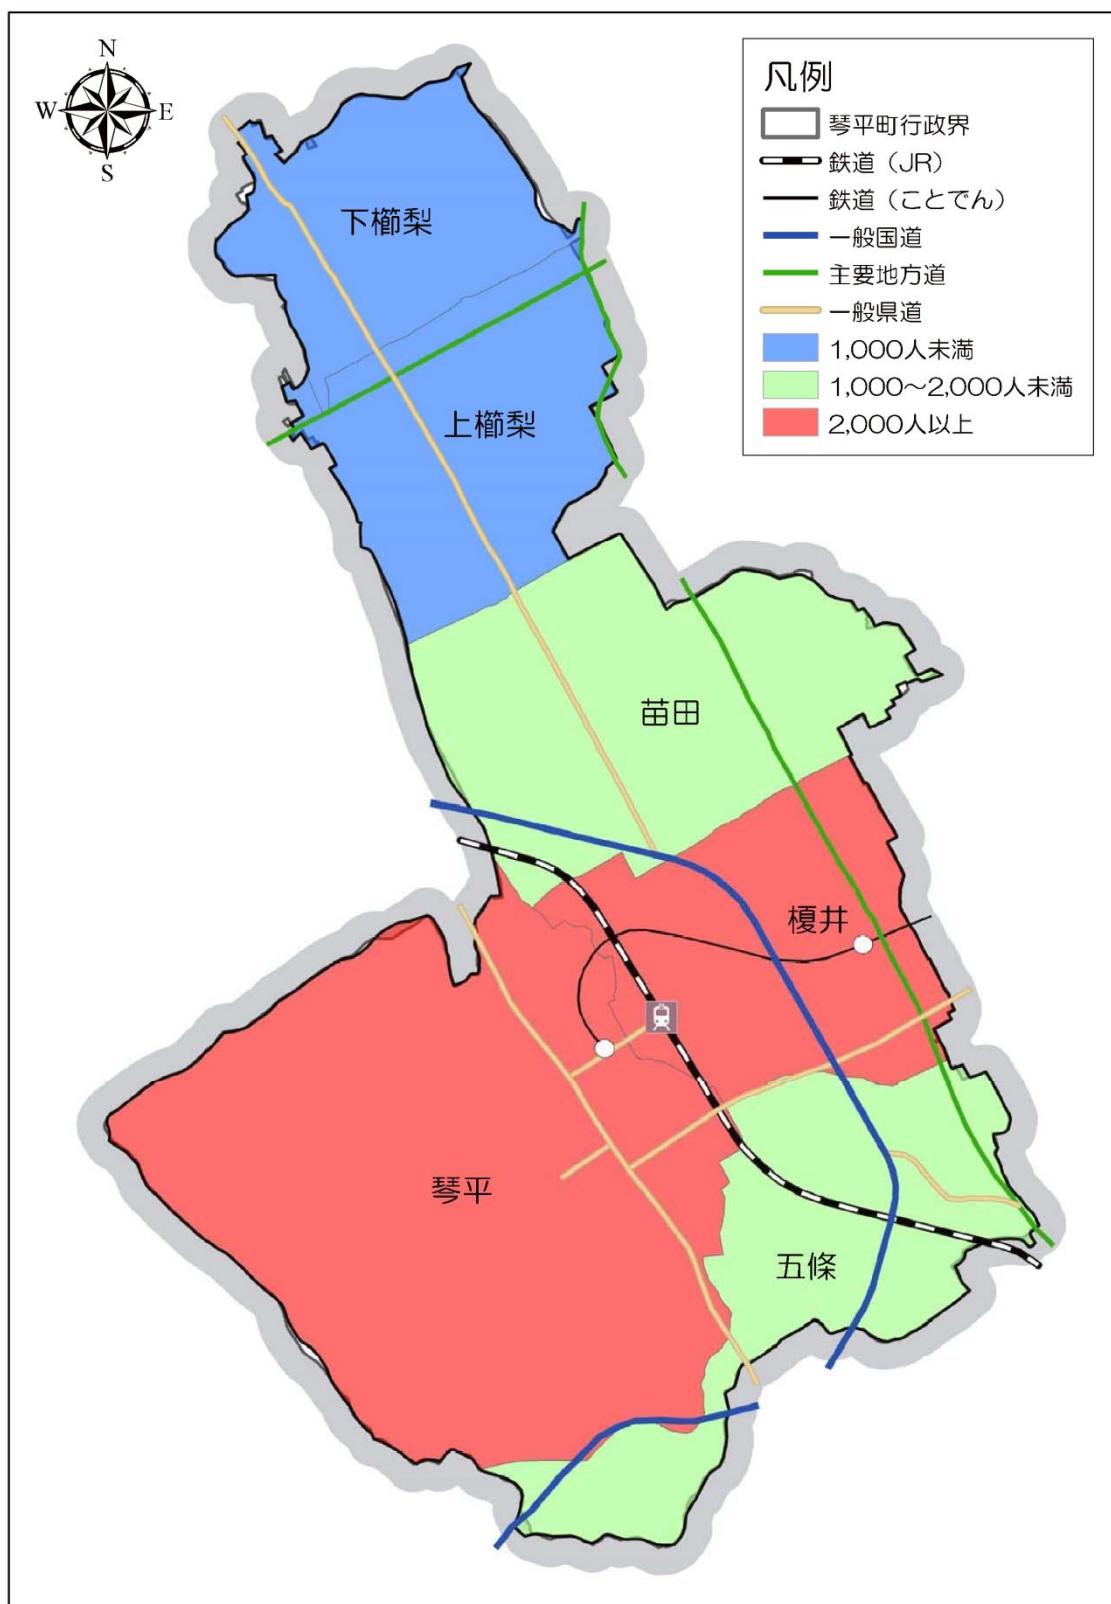 N
W
E
S
凡例
琴平町行政界
鉄道（JR）
鉄道（ことでん）
一般国道
主要地方道
一般県道
1,000人未満
1,000～2,000人未満
2,000人以上
下櫛梨
上櫛梨
苗田
榎井
琴平
五條